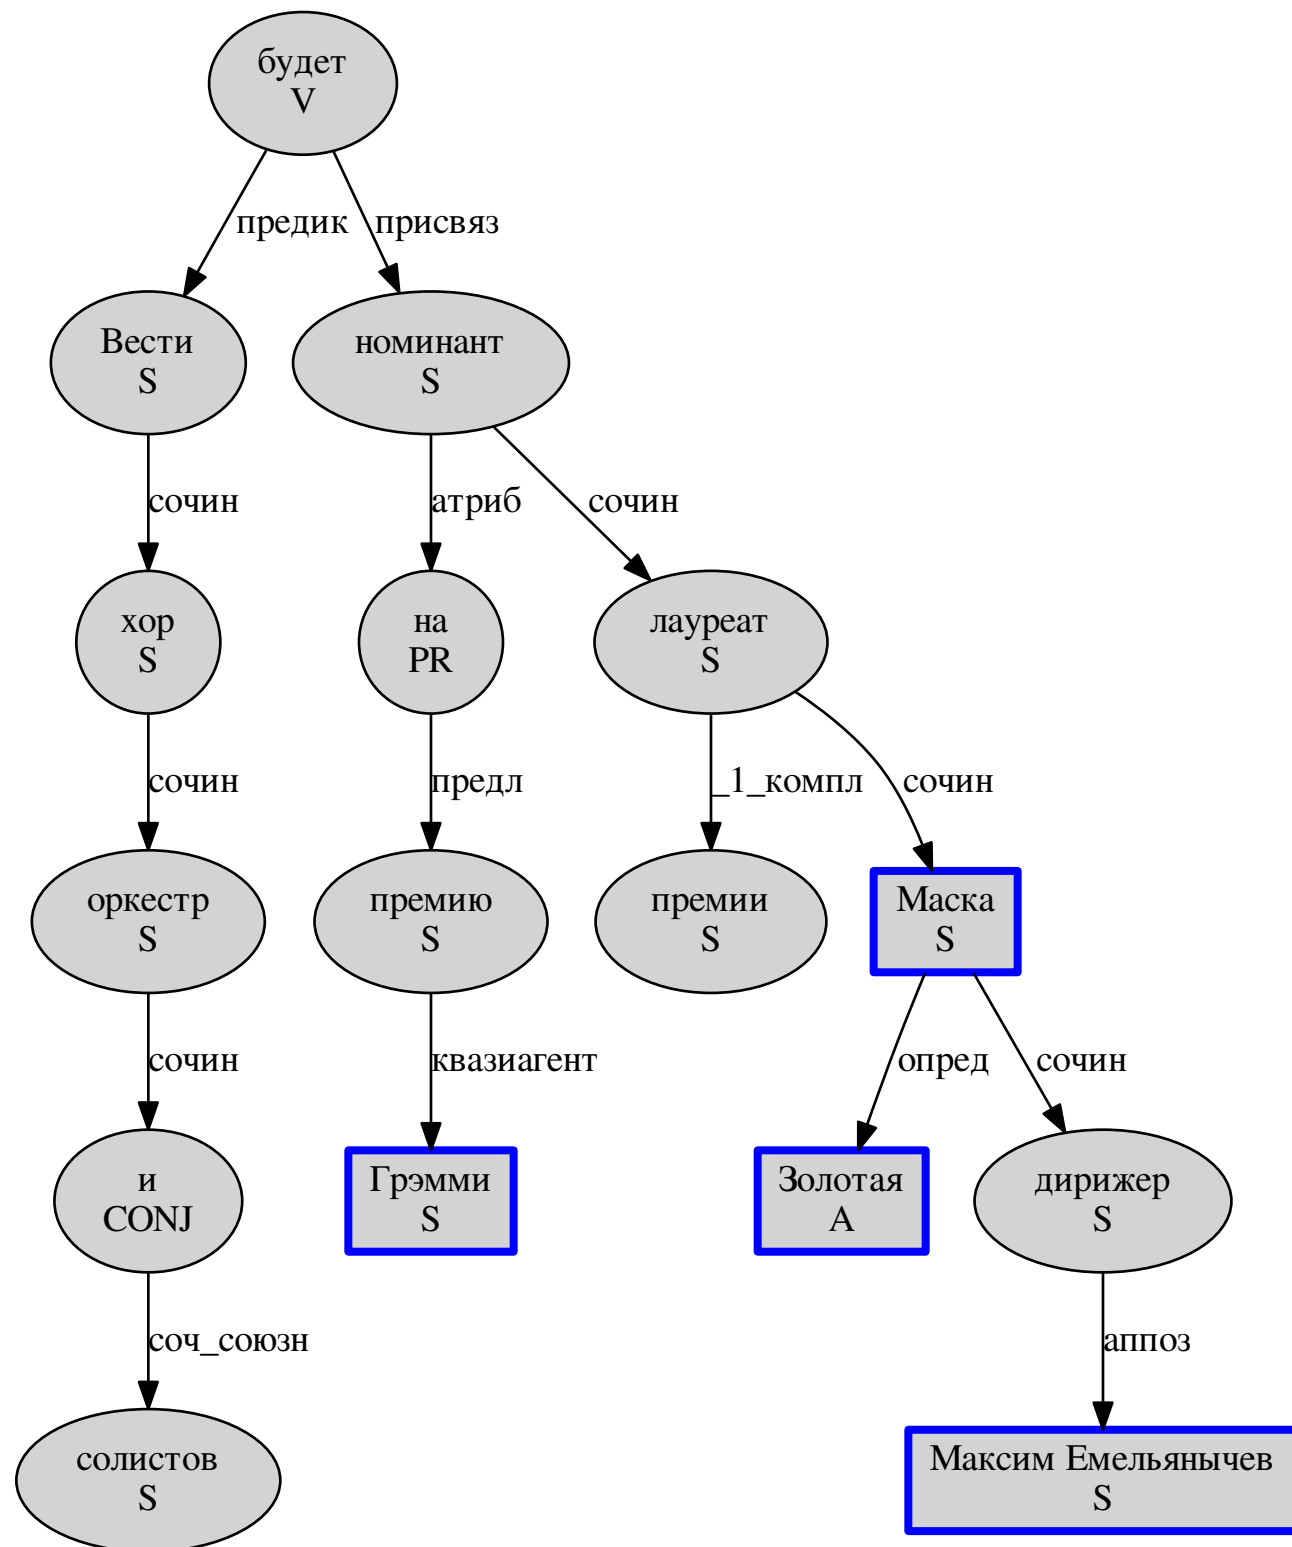 будет
V
предик
присвяз
Вести
S
номинант
S
сочин
атриб
сочин
хор
S
на
PR
лауреат
S
сочин
предл
_1_компл
сочин
оркестр
S
премию
S
премии
S
Маска
S
сочин
квазиагент
опред
сочин
и
CONJ
Грэмми
S
Золотая
A
дирижер
S
соч_союзн
аппоз
солистов
S
Максим Емельянычев
S